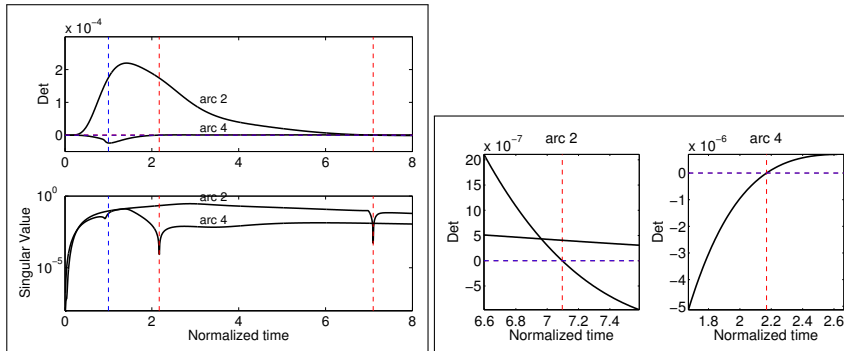 x 10⁻⁴
2
0
Det
arc 2
arc 4
0 2 4 6 8
10⁰
10⁻⁵
Singular Value
arc 2
arc 4
0 2 4 6 8
Normalized time
arc 2
x 10⁻⁷
20
15
10
5
0
−5
Det
6.6 6.8 7 7.2 7.4
Normalized time
arc 4
x 10⁻⁶
0
−1
−2
−3
−4
−5
Det
1.8 2 2.2 2.4 2.6
Normalized time